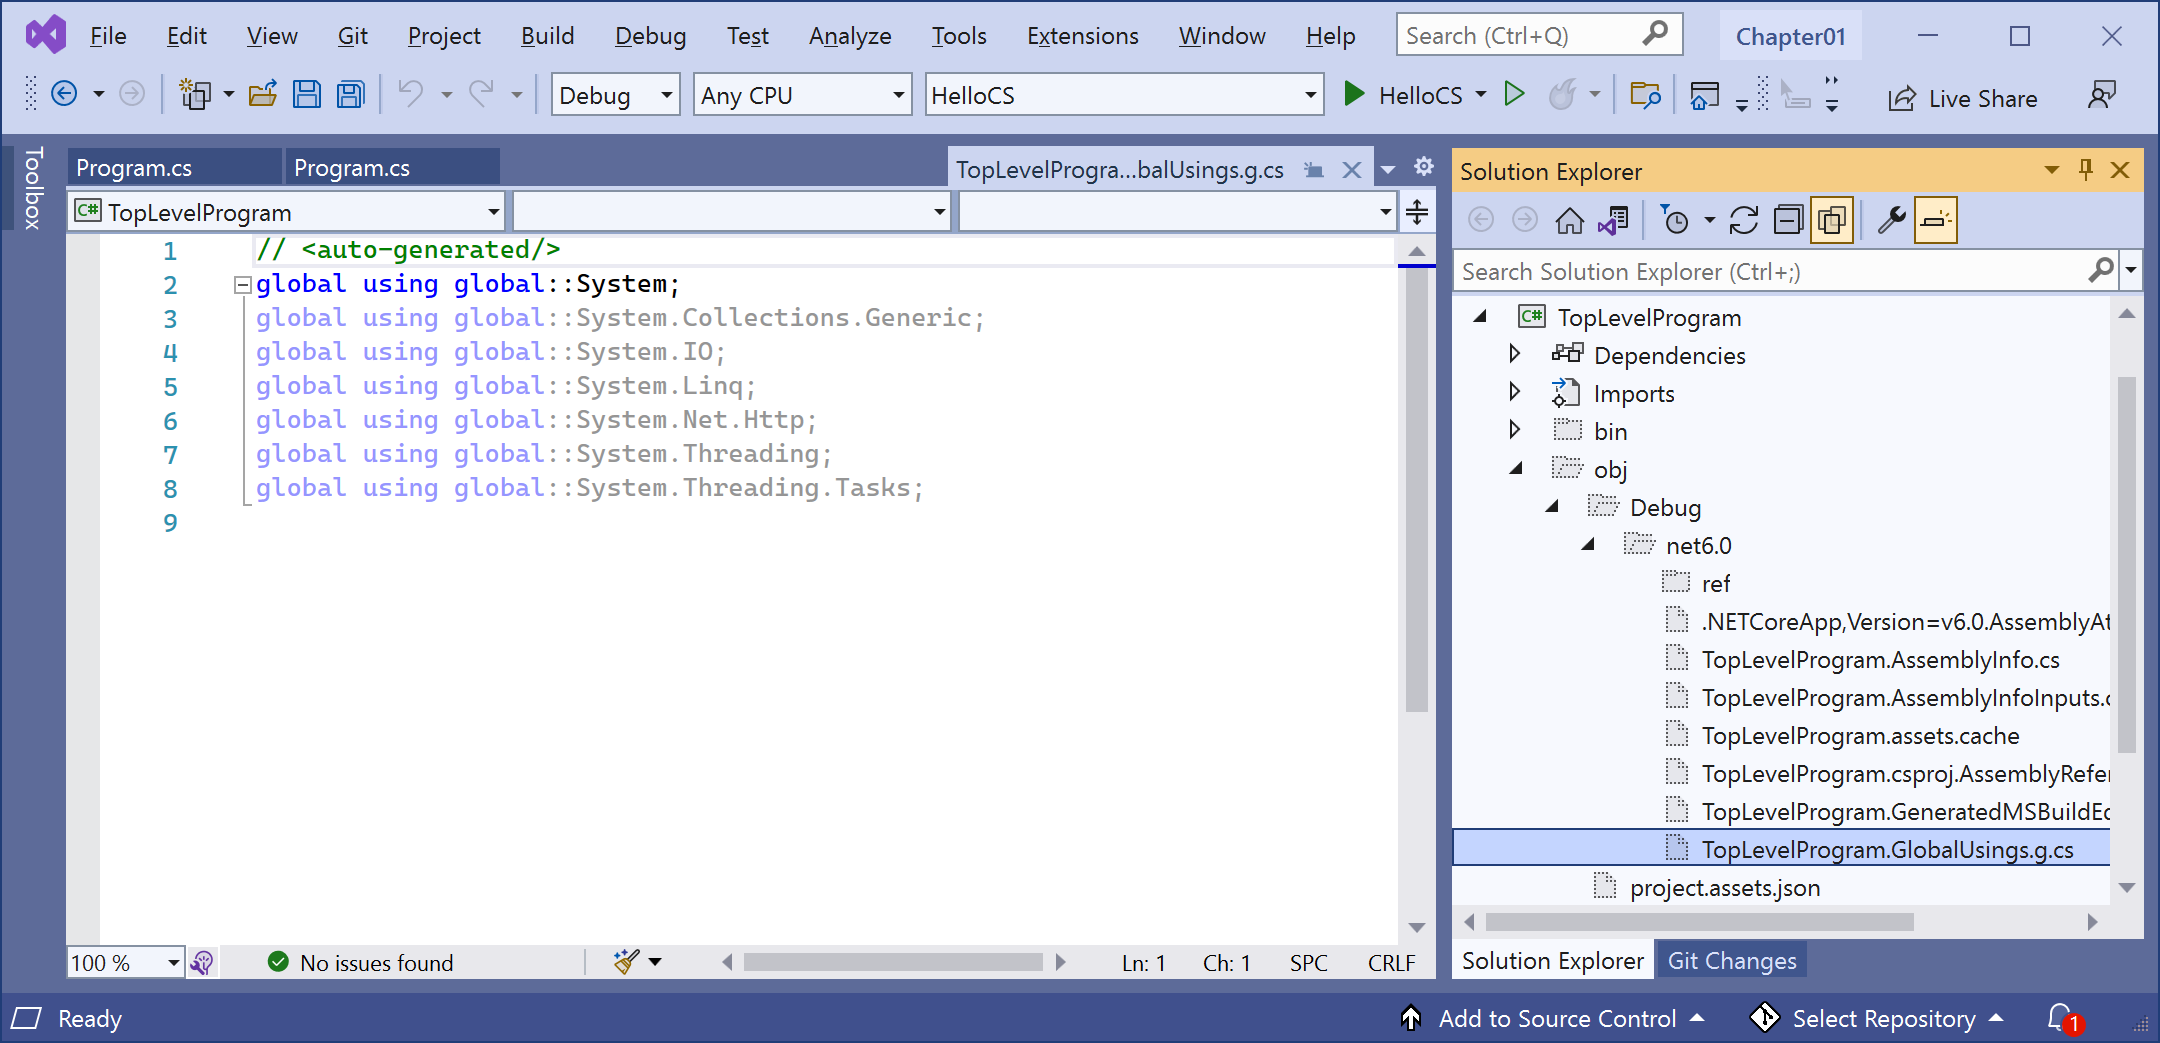 File Edit View Git Project Build Debug Test Analyze Tools Extensions Window Help Search (Ctrl+Q) Chapter01
Debug Any CPU HelloCS HelloCS Live Share
Toolbox
Program.cs Program.cs TopLevelProgra...balUsings.g.cs
C# TopLevelProgram
1 // <auto-generated/>
2 global using global::System;
3 global using global::System.Collections.Generic;
4 global using global::System.IO;
5 global using global::System.Linq;
6 global using global::System.Net.Http;
7 global using global::System.Threading;
8 global using global::System.Threading.Tasks;
9
100 % No issues found Ln: 1 Ch: 1 SPC CRLF
Solution Explorer
Search Solution Explorer (Ctrl+;)
C# TopLevelProgram
Dependencies
Imports
bin
obj
Debug
net6.0
ref
.NETCoreApp,Version=v6.0.AssemblyAt
TopLevelProgram.AssemblyInfo.cs
TopLevelProgram.AssemblyInfoInputs.c
TopLevelProgram.assets.cache
TopLevelProgram.csproj.AssemblyRefer
TopLevelProgram.GeneratedMSBuildEd
TopLevelProgram.GlobalUsings.g.cs
project.assets.json
Solution Explorer Git Changes
Ready Add to Source Control Select Repository 1